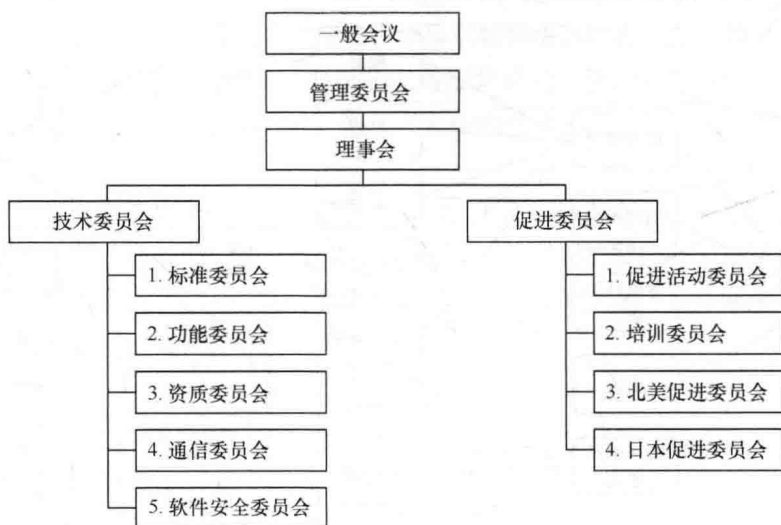 一般会议
管理委员会
理事会
技术委员会
1. 标准委员会
2. 功能委员会
3. 资质委员会
4. 通信委员会
5. 软件安全委员会
促进委员会
1. 促进活动委员会
2. 培训委员会
3. 北美促进委员会
4. 日本促进委员会